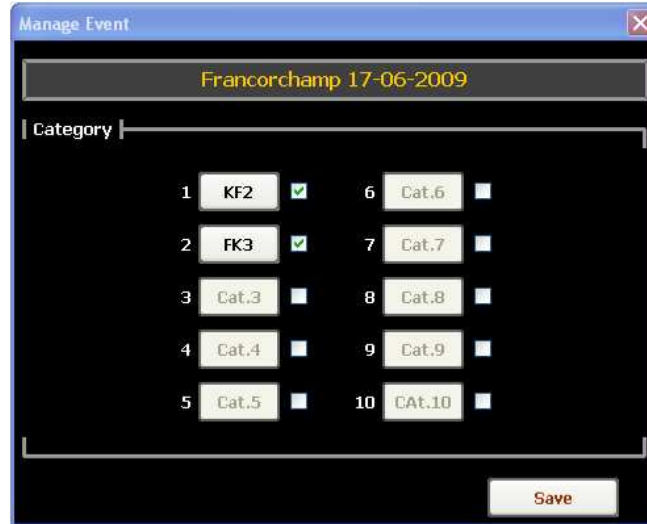 Manage Event
Francorchamp 17-06-2009
Category
1 KF2 6 Cat.6
2 FK3 7 Cat.7
3 Cat.3 8 Cat.8
4 Cat.4 9 Cat.9
5 Cat.5 10 CAt.10
Save